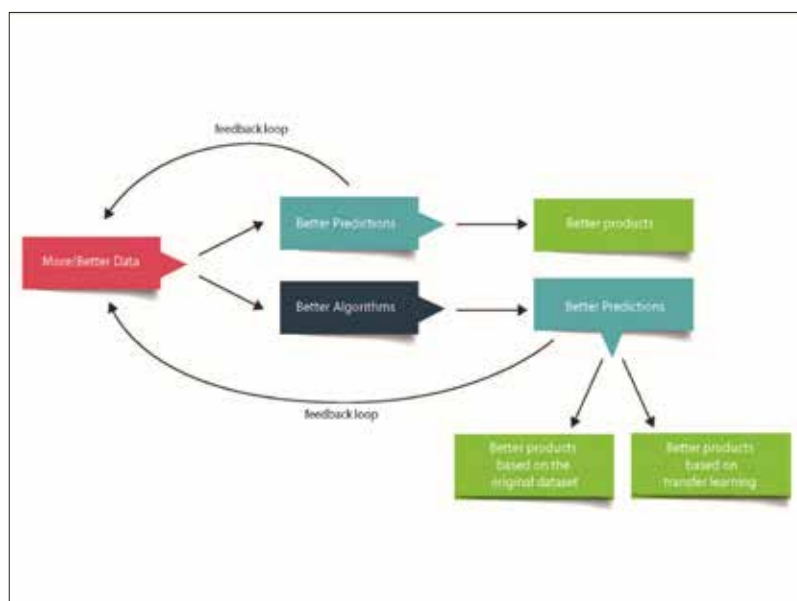 feedback loop
Better Predictions
Better products
More/Better Data
Better Algorithms
Better Predictions
feedback loop
Better products
based on the
original dataset
Better products
based on
transfer learning